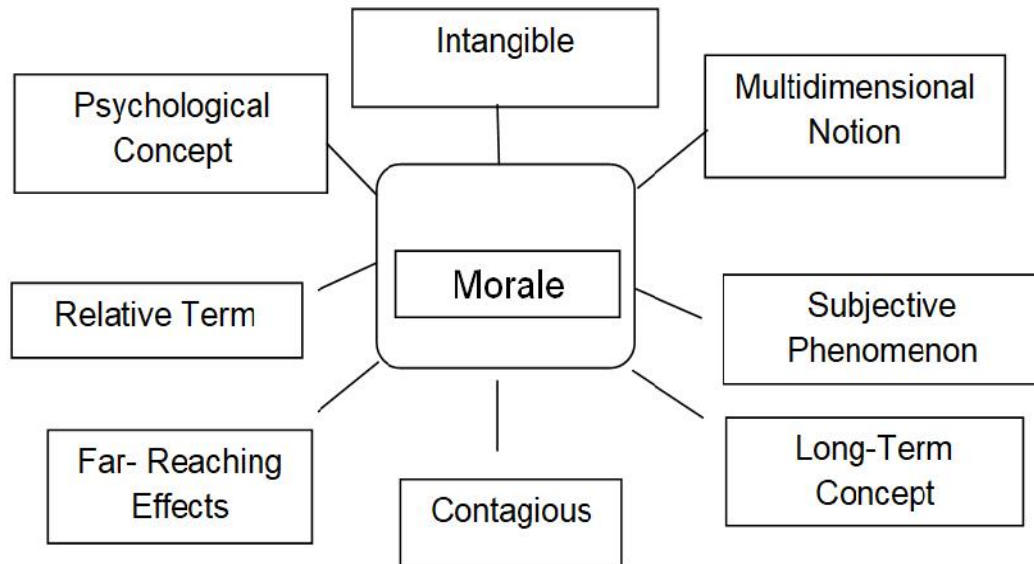 Intangible
Psychological
Concept
Multidimensional
Notion
Morale
Relative Term
Subjective
Phenomenon
Far- Reaching
Effects
Contagious
Long-Term
Concept